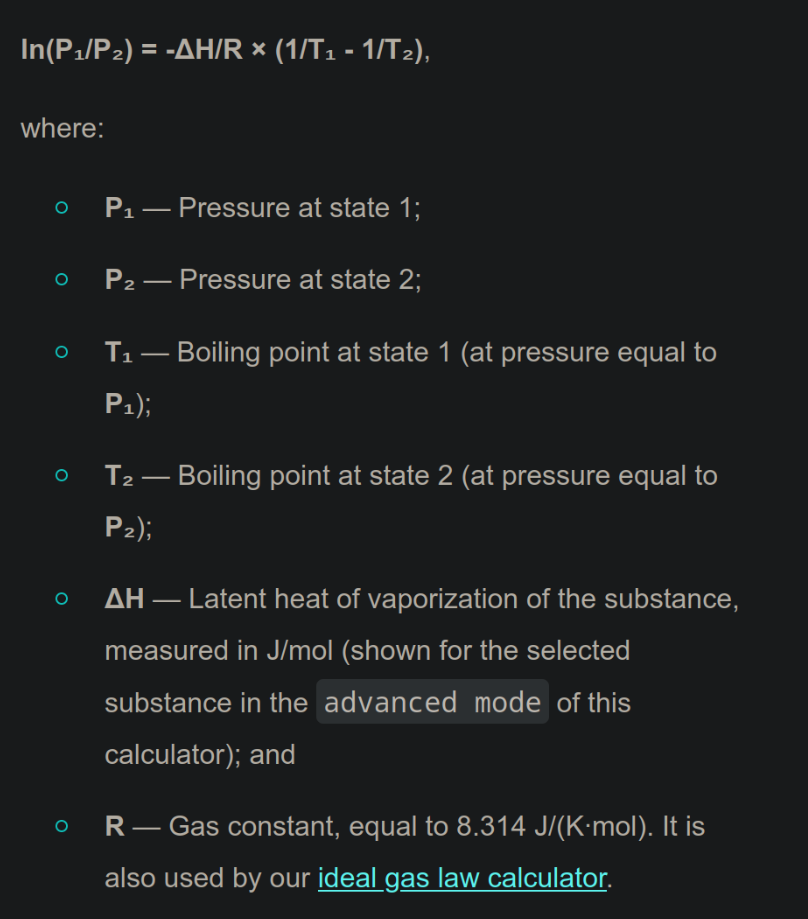 ln(P₁/P₂) = -ΔH/R × (1/T₁ - 1/T₂),
where:
P₁ — Pressure at state 1;
P₂ — Pressure at state 2;
T₁ — Boiling point at state 1 (at pressure equal to
P₁);
T₂ — Boiling point at state 2 (at pressure equal to
P₂);
ΔH — Latent heat of vaporization of the substance,
measured in J/mol (shown for the selected
substance in the advanced mode of this
calculator); and
R — Gas constant, equal to 8.314 J/(K·mol). It is
also used by our ideal gas law calculator.